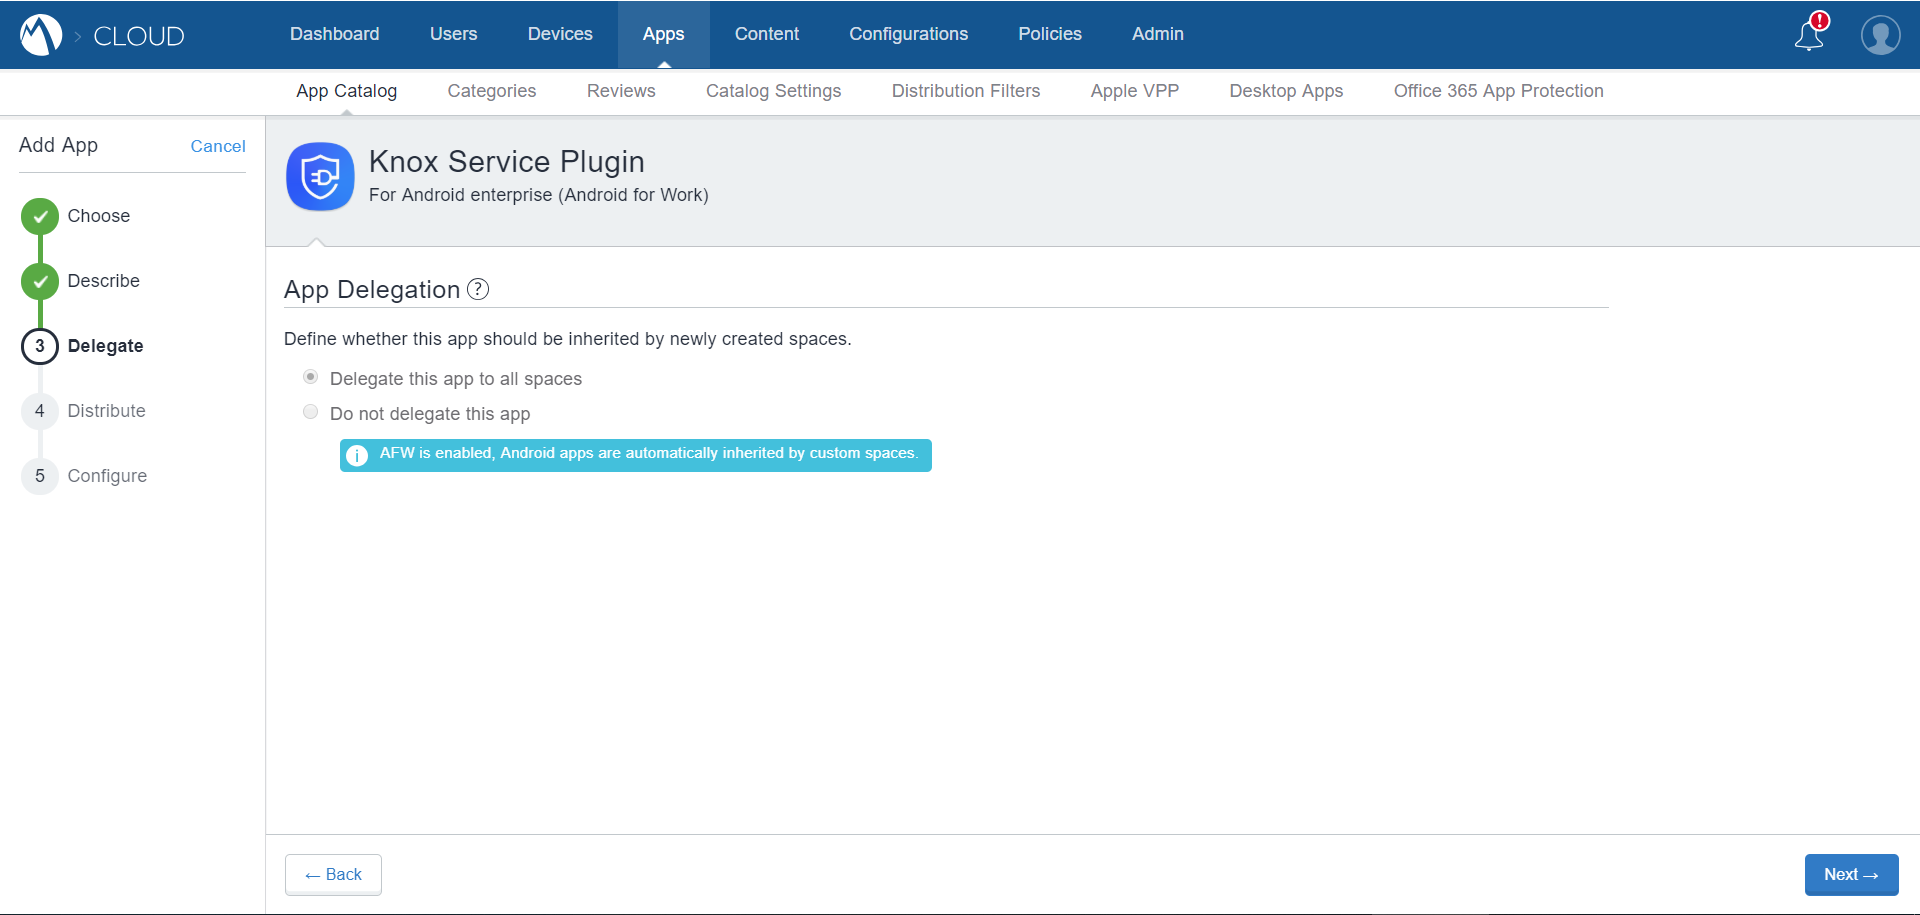 CLOUD
Dashboard Users Devices Apps Content Configurations Policies Admin
!
App Catalog Categories Reviews Catalog Settings Distribution Filters Apple VPP Desktop Apps Office 365 App Protection
Add App Cancel
Choose
Describe
3 Delegate
4 Distribute
5 Configure
Knox Service Plugin
For Android enterprise (Android for Work)
App Delegation ?
Define whether this app should be inherited by newly created spaces.
Delegate this app to all spaces
Do not delegate this app
i AFW is enabled, Android apps are automatically inherited by custom spaces.
← Back
Next →